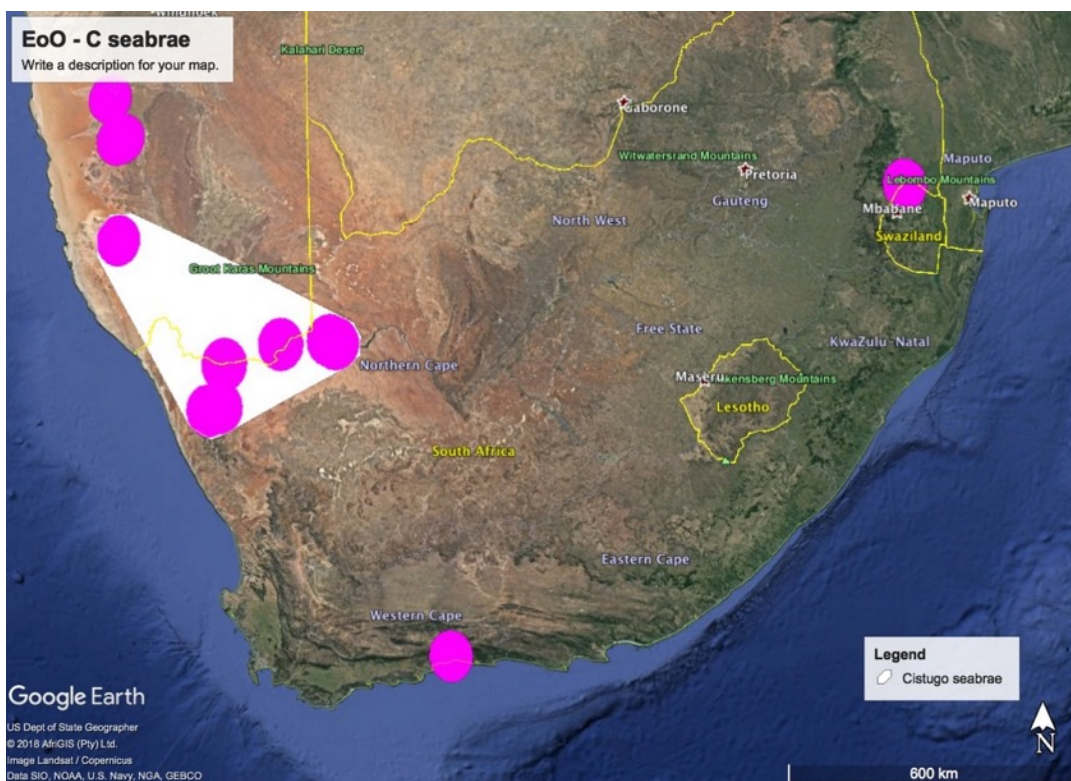 EoO - C seabrae
Write a description for your map.
Kalahari Desert
Gaborone
Witwatersrand Mountains
Pretoria
Maputo
Lebombo Mountains
Gauteng
Mbabane
Maputo
North West
Swaziland
Groot Karas Mountains
Free State
KwaZulu-Natal
Northern Cape
Maseru
Mountains
Lesotho
South Africa
Eastern Cape
Western Cape
Legend
Cistugo seabrae
Google Earth
US Dept of State Geographer
© 2018 AfriGIS (Pty) Ltd.
Image Landsat / Copernicus
Data SIO, NOAA, U.S. Navy, NGA, GEBCO
N
600 km